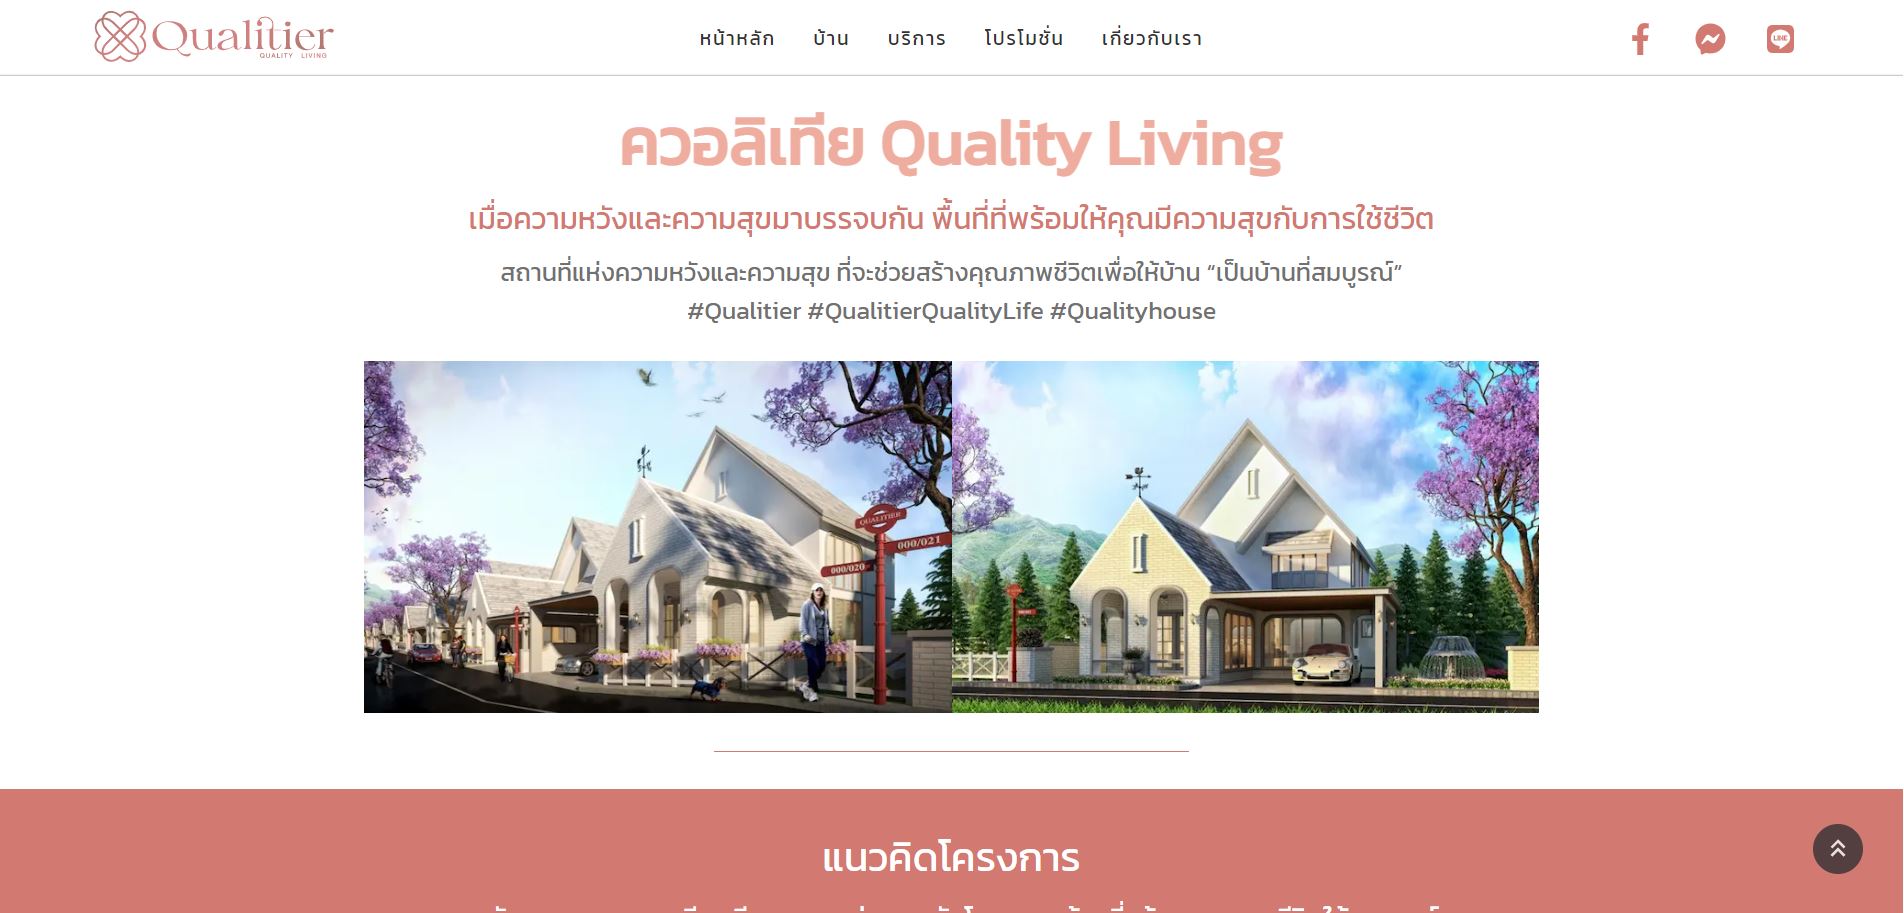 Qualitier
QUALITY LIVING
หน้าหลัก บ้าน บริการ โปรโมชั่น เกี่ยวกับเรา
LINE
ควอลิเทีย Quality Living
เมื่อความหวังและความสุขมาบรรจบกัน พื้นที่ที่พร้อมให้คุณมีความสุขกับการใช้ชีวิต
สถานที่แห่งความหวังและความสุข ที่จะช่วยสร้างคุณภาพชีวิตเพื่อให้บ้าน “เป็นบ้านที่สมบูรณ์”
#Qualitier #QualitierQualityLife #Qualityhouse
QUALITIER
000/021
000/020
แนวคิดโครงการ